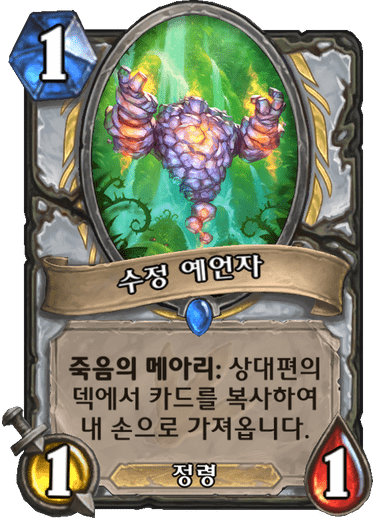 1
수정 예언자
죽음의 메아리: 상대편의
덱에서 카드를 복사하여
내 손으로 가져옵니다.
1
정령
1